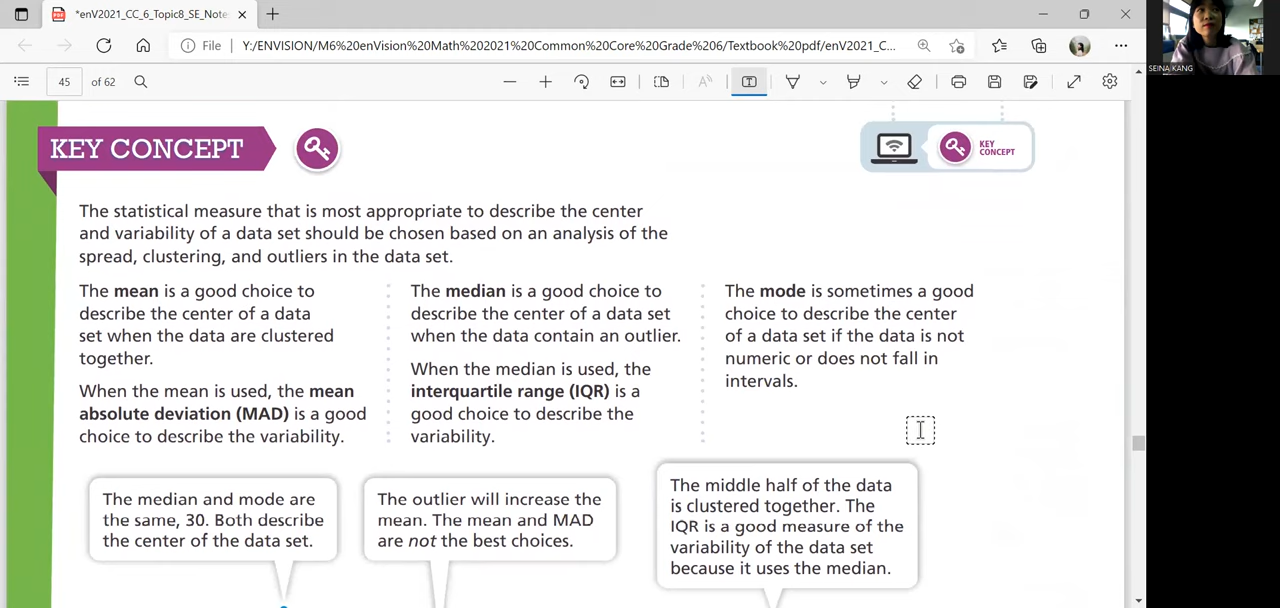 *enV2021_CC_6_Topic8_SE_Note
File
Y:/ENVISION/M6%20enVision%20Math%202021%20Common%20Core%20Grade%206/Textbook%20pdf/enV2021_C...
45
of 62
SEINA KANG
KEY CONCEPT
KEY
CONCEPT
The statistical measure that is most appropriate to describe the center
and variability of a data set should be chosen based on an analysis of the
spread, clustering, and outliers in the data set.
The mean is a good choice to
describe the center of a data
set when the data are clustered
together.
When the mean is used, the mean
absolute deviation (MAD) is a good
choice to describe the variability.
The median is a good choice to
describe the center of a data set
when the data contain an outlier.
When the median is used, the
interquartile range (IQR) is a
good choice to describe the
variability.
The mode is sometimes a good
choice to describe the center
of a data set if the data is not
numeric or does not fall in
intervals.
The median and mode are
the same, 30. Both describe
the center of the data set.
The outlier will increase the
mean. The mean and MAD
are not the best choices.
The middle half of the data
is clustered together. The
IQR is a good measure of the
variability of the data set
because it uses the median.